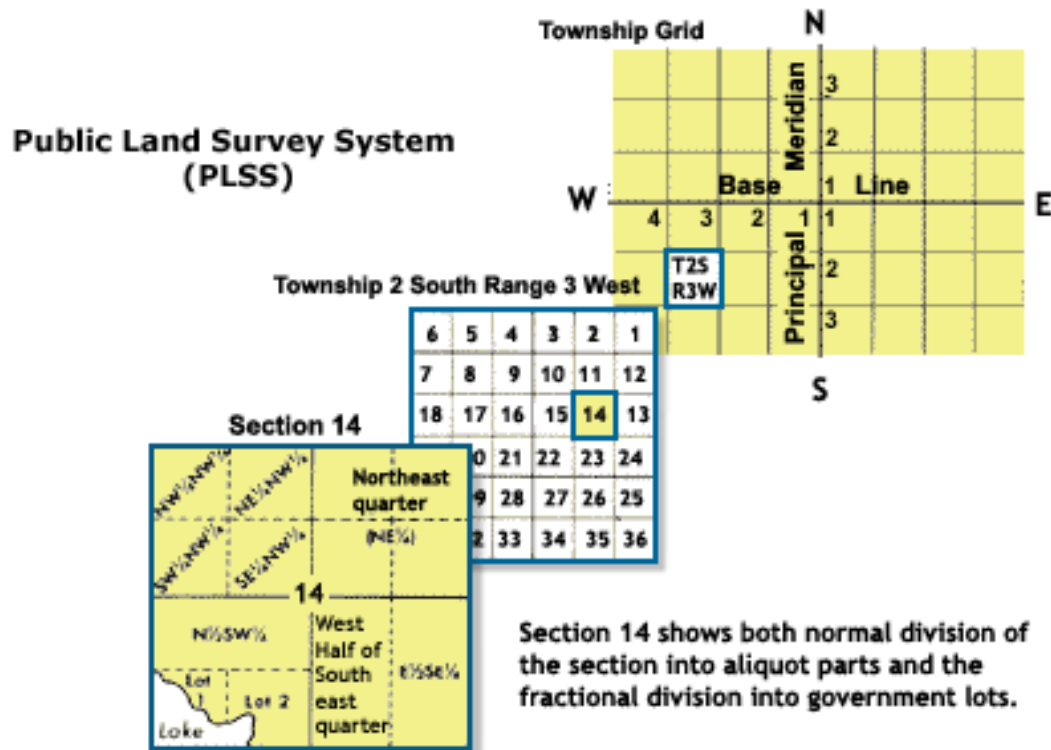 Public Land Survey System
(PLSS)
Township Grid
N
Meridian
3
2
1
Base Line
W
E
4 3 2 1 1
Principal
2
3
T2S
R3W
S
Township 2 South Range 3 West
6 5 4 3 2 1
7 8 9 10 11 12
18 17 16 15 14 13
0 21 22 23 24
9 28 27 26 25
2 33 34 35 36
Section 14
NW¼NW¼
NE¼NW¼
Northeast
quarter
(NE¼)
SW¼NW¼
SE¼NW¼
14
N½SW¼
West
Half of
South
east
quarter
E½SE¼
Lot
1
Lot 2
Lake
Section 14 shows both normal division of
the section into aliquot parts and the
fractional division into government lots.